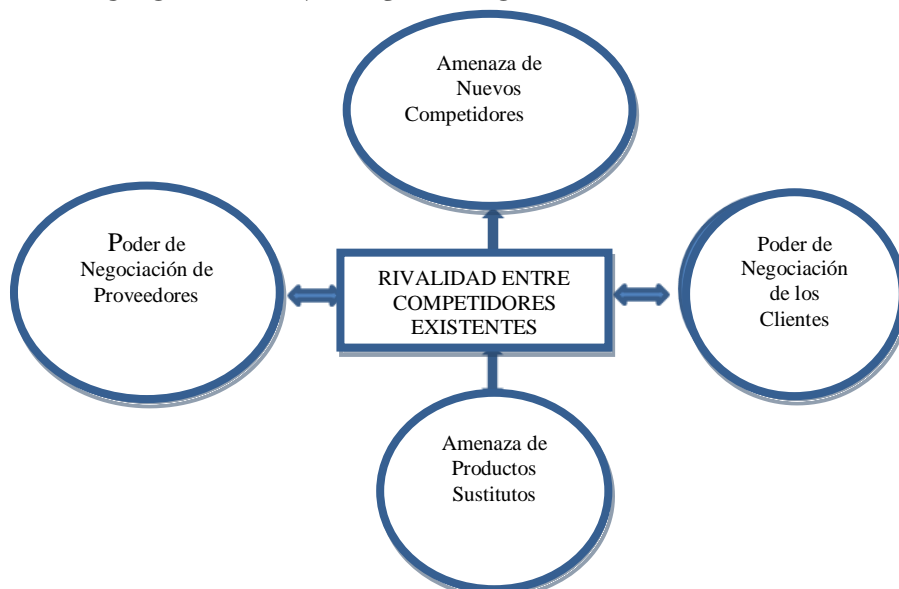 Amenaza de
Nuevos
Competidores
Poder de
Negociación de
Proveedores
RIVALIDAD ENTRE
COMPETIDORES
EXISTENTES
Poder de
Negociación
de los
Clientes
Amenaza de
Productos
Sustitutos